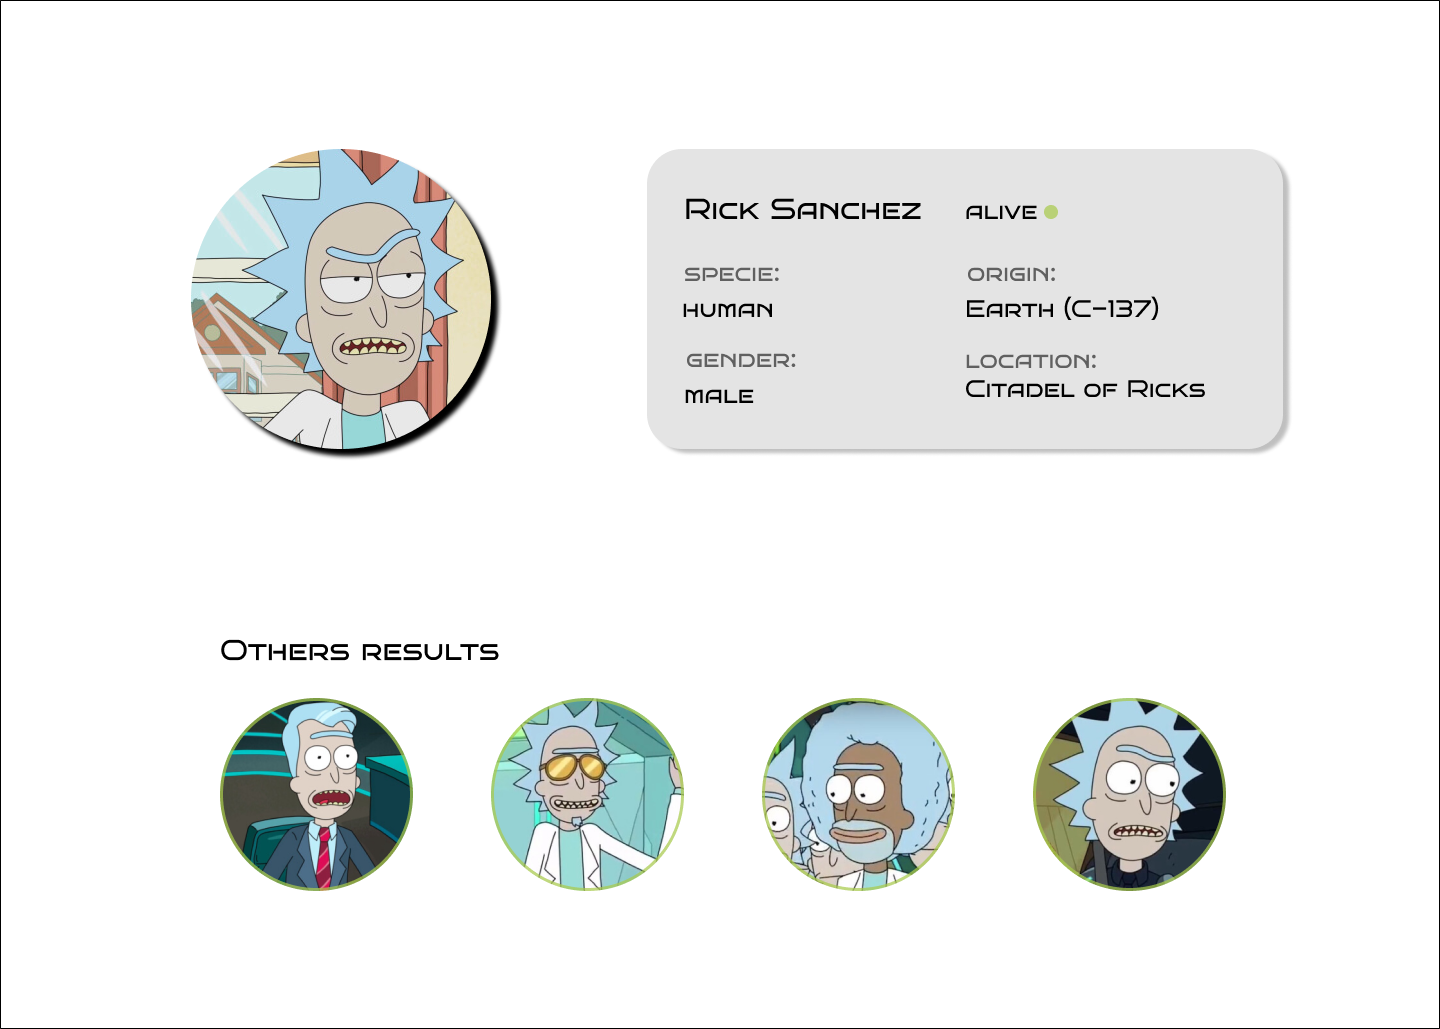 Rick Sanchez alive
specie: origin:
human Earth (C-137)
gender: location:
male Citadel of Ricks
Others results